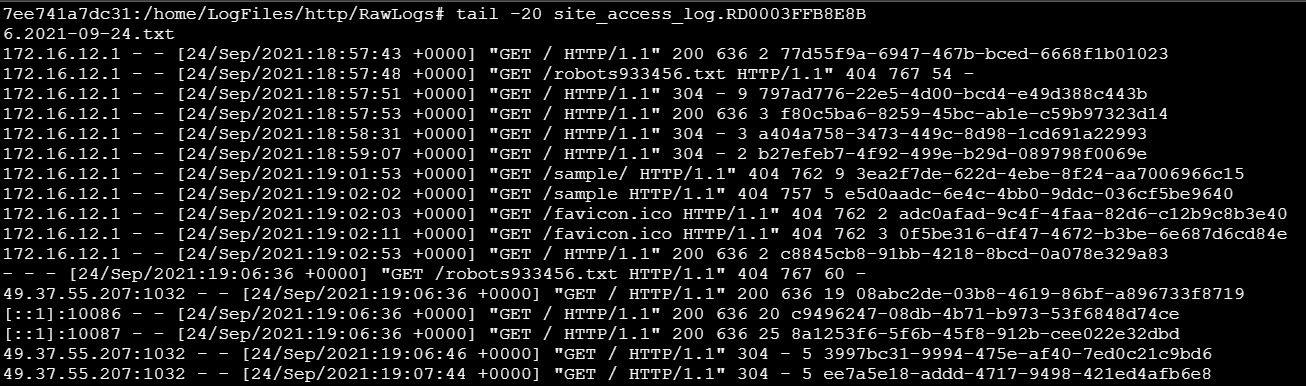 7ee741a7dc31:/home/LogFiles/http/RawLogs# tail -20 site_access_log.RD0003FFB8E8B
6.2021-09-24.txt
172.16.12.1 - - [24/Sep/2021:18:57:43 +0000] "GET / HTTP/1.1" 200 636 2 77d55f9a-6947-467b-bced-6668f1b01023
172.16.12.1 - - [24/Sep/2021:18:57:48 +0000] "GET /robots933456.txt HTTP/1.1" 404 767 54 -
172.16.12.1 - - [24/Sep/2021:18:57:51 +0000] "GET / HTTP/1.1" 304 - 9 797ad776-22e5-4d00-bcd4-e49d388c443b
172.16.12.1 - - [24/Sep/2021:18:57:53 +0000] "GET / HTTP/1.1" 200 636 3 f80c5ba6-8259-45bc-ab1e-c59b97323d14
172.16.12.1 - - [24/Sep/2021:18:58:31 +0000] "GET / HTTP/1.1" 304 - 3 a404a758-3473-449c-8d98-1cd691a22993
172.16.12.1 - - [24/Sep/2021:18:59:07 +0000] "GET / HTTP/1.1" 304 - 2 b27efeb7-4f92-499e-b29d-089798f0069e
172.16.12.1 - - [24/Sep/2021:19:01:53 +0000] "GET /sample/ HTTP/1.1" 404 762 9 3ea2f7de-622d-4ebe-8f24-aa7006966c15
172.16.12.1 - - [24/Sep/2021:19:02:02 +0000] "GET /sample HTTP/1.1" 404 757 5 e5d0aadc-6e4c-4bb0-9ddc-036cf5be9640
172.16.12.1 - - [24/Sep/2021:19:02:03 +0000] "GET /favicon.ico HTTP/1.1" 404 762 2 adc0afad-9c4f-4faa-82d6-c12b9c8b3e40
172.16.12.1 - - [24/Sep/2021:19:02:11 +0000] "GET /favicon.ico HTTP/1.1" 404 762 3 0f5be316-df47-4672-b3be-6e687d6cd84e
172.16.12.1 - - [24/Sep/2021:19:02:53 +0000] "GET / HTTP/1.1" 200 636 2 c8845cb8-91bb-4218-8bcd-0a078e329a83
- - - [24/Sep/2021:19:06:36 +0000] "GET /robots933456.txt HTTP/1.1" 404 767 60 -
49.37.55.207:1032 - - [24/Sep/2021:19:06:36 +0000] "GET / HTTP/1.1" 200 636 19 08abc2de-03b8-4619-86bf-a896733f8719
[::1]:10086 - - [24/Sep/2021:19:06:36 +0000] "GET / HTTP/1.1" 200 636 20 c9496247-08db-4b71-b973-53f6848d74ce
[::1]:10087 - - [24/Sep/2021:19:06:36 +0000] "GET / HTTP/1.1" 200 636 25 8a1253f6-5f6b-45f8-912b-cee022e32dbd
49.37.55.207:1032 - - [24/Sep/2021:19:06:46 +0000] "GET / HTTP/1.1" 304 - 5 3997bc31-9994-475e-af40-7ed0c21c9bd6
49.37.55.207:1032 - - [24/Sep/2021:19:07:44 +0000] "GET / HTTP/1.1" 304 - 5 ee7a5e18-addd-4717-9498-421ed4afb6e8